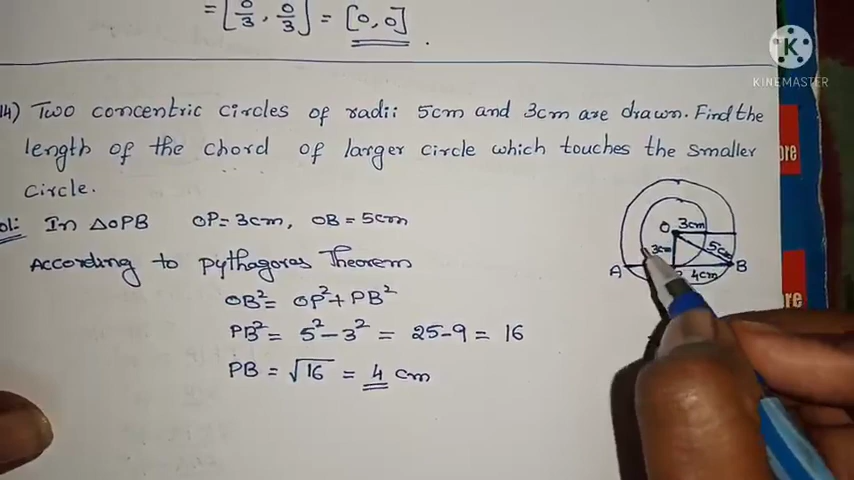 = [0/3, 0/3] = [0,0].
K
KINEMASTER
14) Two concentric circles of radii 5cm and 3cm are drawn. Find the
length of the chord of larger circle which touches the smaller
circle.
Sol: In △OPB OP=3cm, OB=5cm
According to pythagoras Theorem
OB²= OP²+PB²
PB²= 5²-3² = 25-9 = 16
PB = √16 = 4 cm
O 3cm
3cm 5cm
A 4cm B